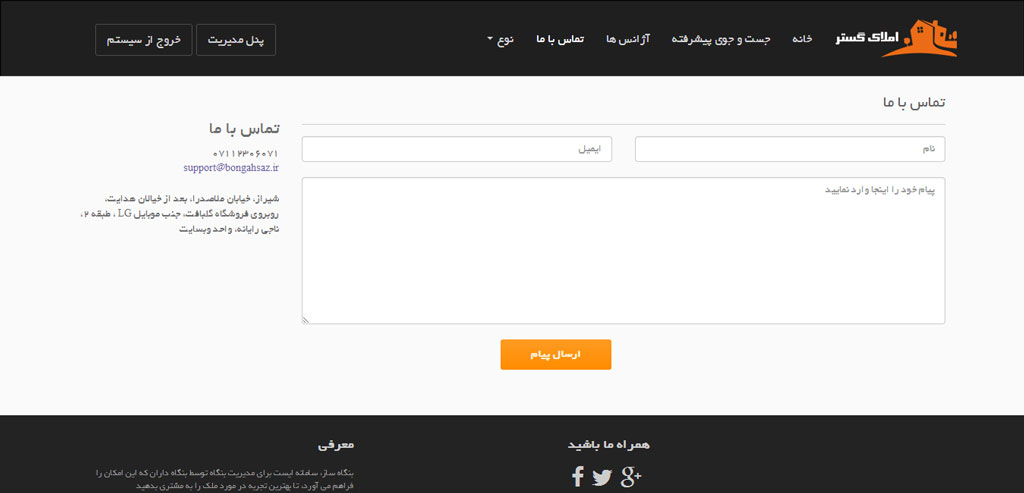 املاک گستر
خانه
جست و جوی پیشرفته
آژانس ها
تماس با ما
نوع
پنل مدیریت
خروج از سیستم
تماس با ما
نام
ایمیل
پیام خود را اینجا وارد نمایید
ارسال پیام
تماس با ما
۰۷۱۱۲۳۰۶۰۷۱
support@bongahsaz.ir
شیراز، خیابان ملاصدرا، بعد از خیالان هدایت،
روبروی فروشگاه گلبافت، جنب موبایل LG ، طبقه ۲،
ناجی رایانه، واحد وبسایت
همراه ما باشید
معرفی
بنگاه ساز، سامانه ایست برای مدیریت بنگاه توسط بنگاه داران که این امکان را
فراهم می آورد، تا بهترین تجربه در مورد ملک را به مشتری بدهید